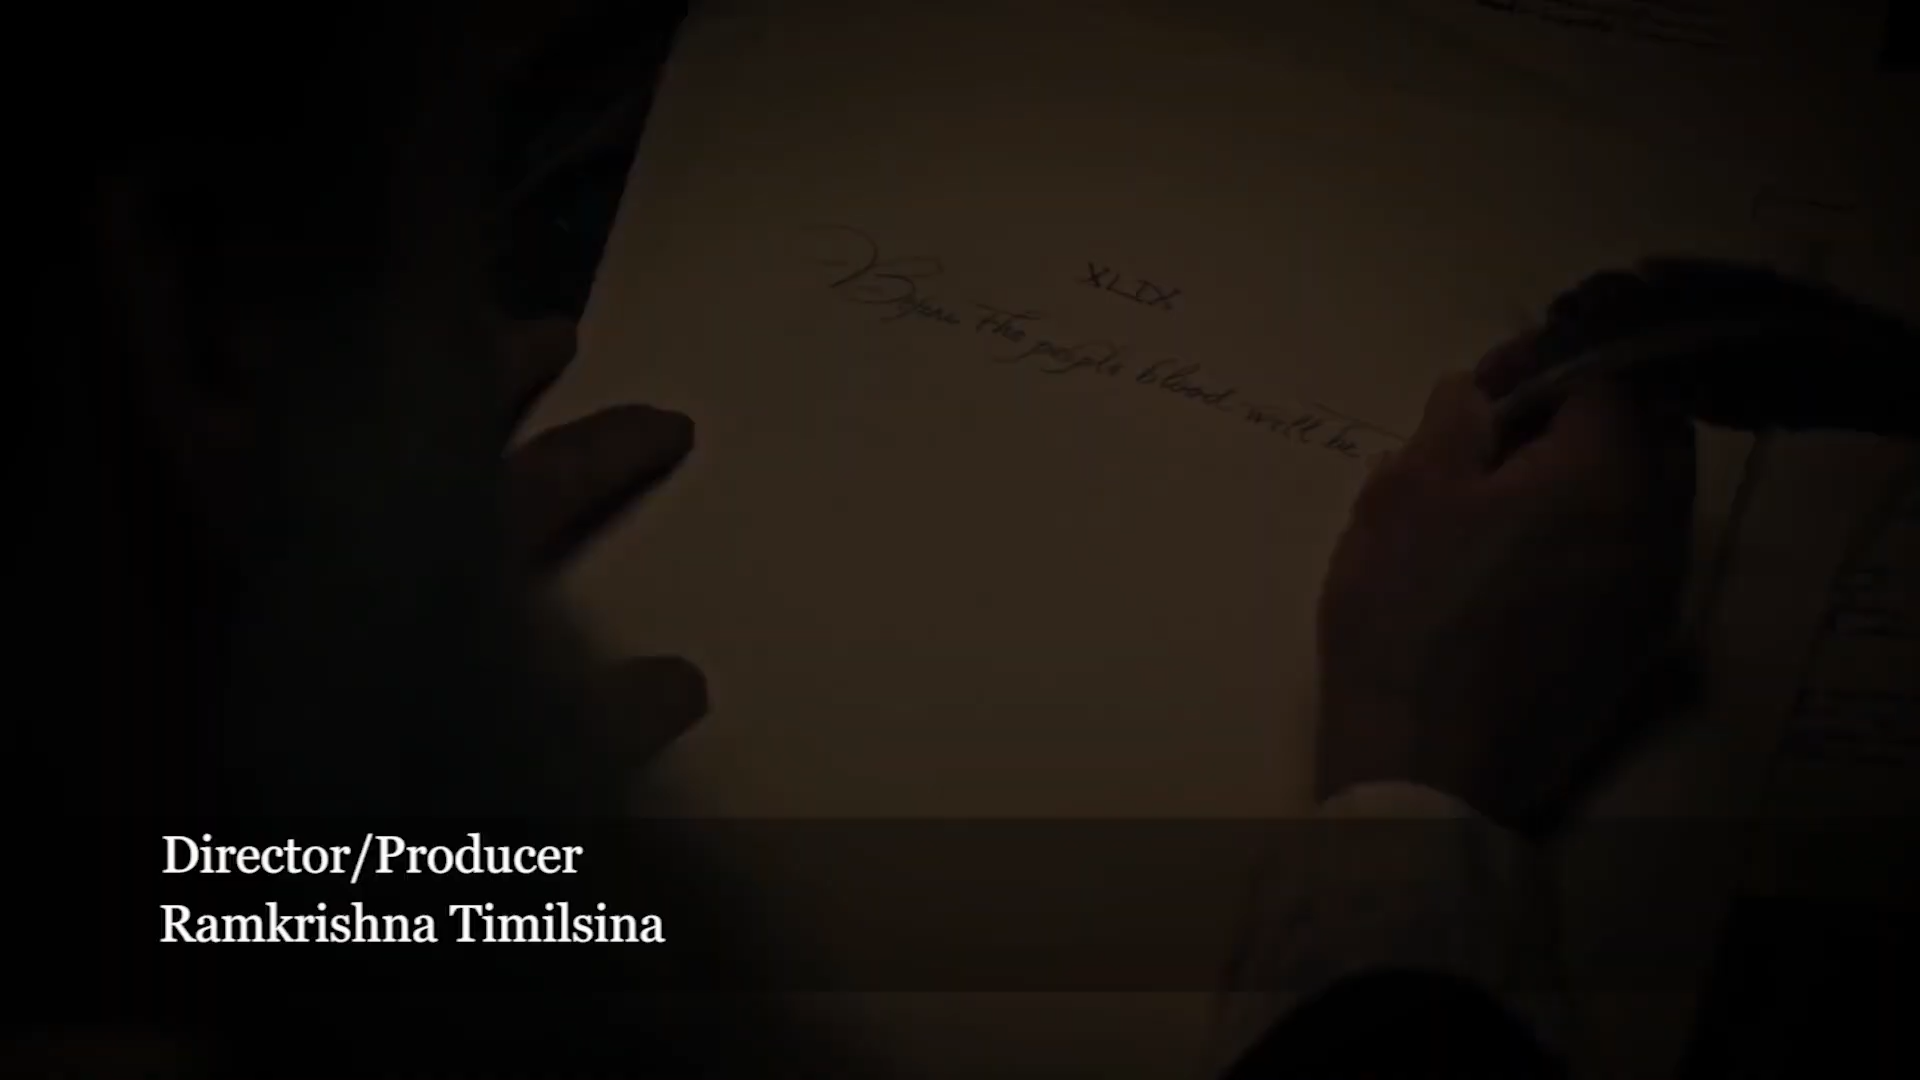 XLIX
Before the people blood will be
Director/Producer
Ramkrishna Timilsina